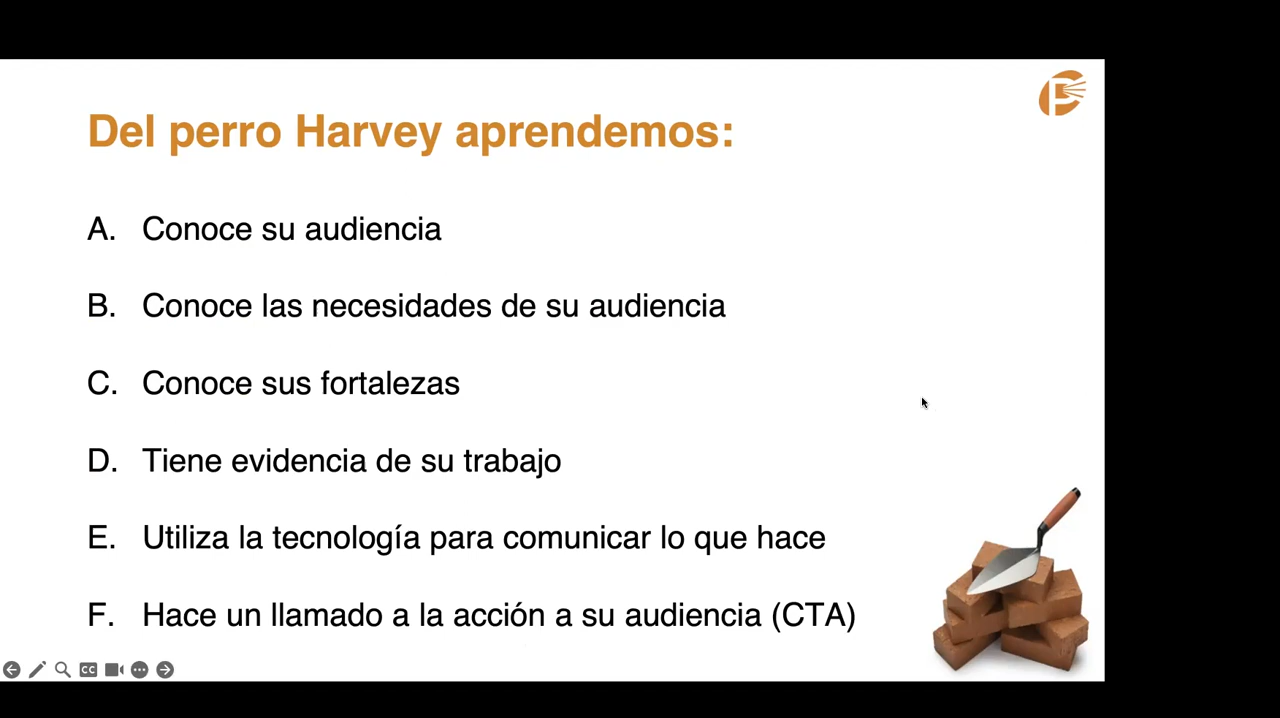 Del perro Harvey aprendemos:
A. Conoce su audiencia
B. Conoce las necesidades de su audiencia
C. Conoce sus fortalezas
D. Tiene evidencia de su trabajo
E. Utiliza la tecnología para comunicar lo que hace
F. Hace un llamado a la acción a su audiencia (CTA)
CC